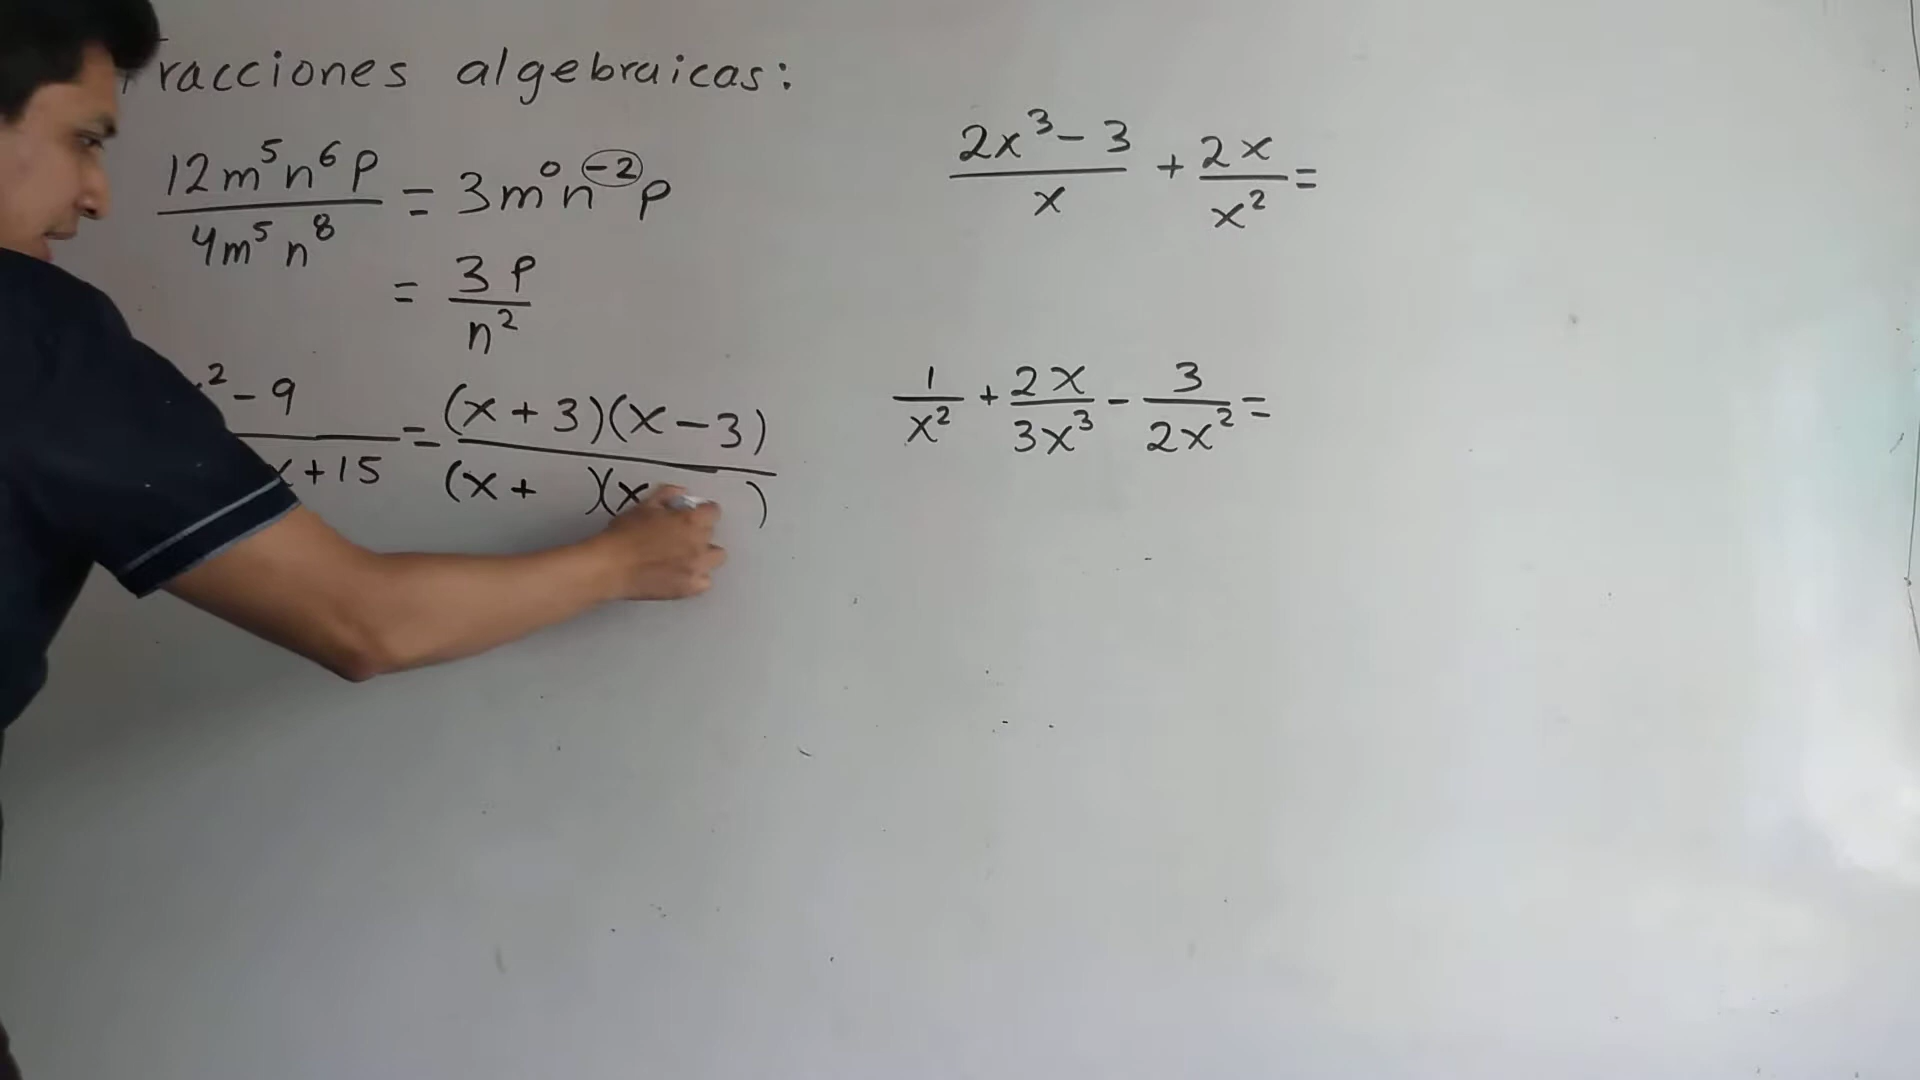 Fracciones algebraicas:
12m⁵n⁶p / 4m⁵n⁸ = 3m⁰n⁻²p
= 3p / n²
² - 9 / x + 15 = (x + 3)(x - 3) / (x + )(x )
2x³ - 3 / x + 2x / x² =
1 / x² + 2x / 3x³ - 3 / 2x² =